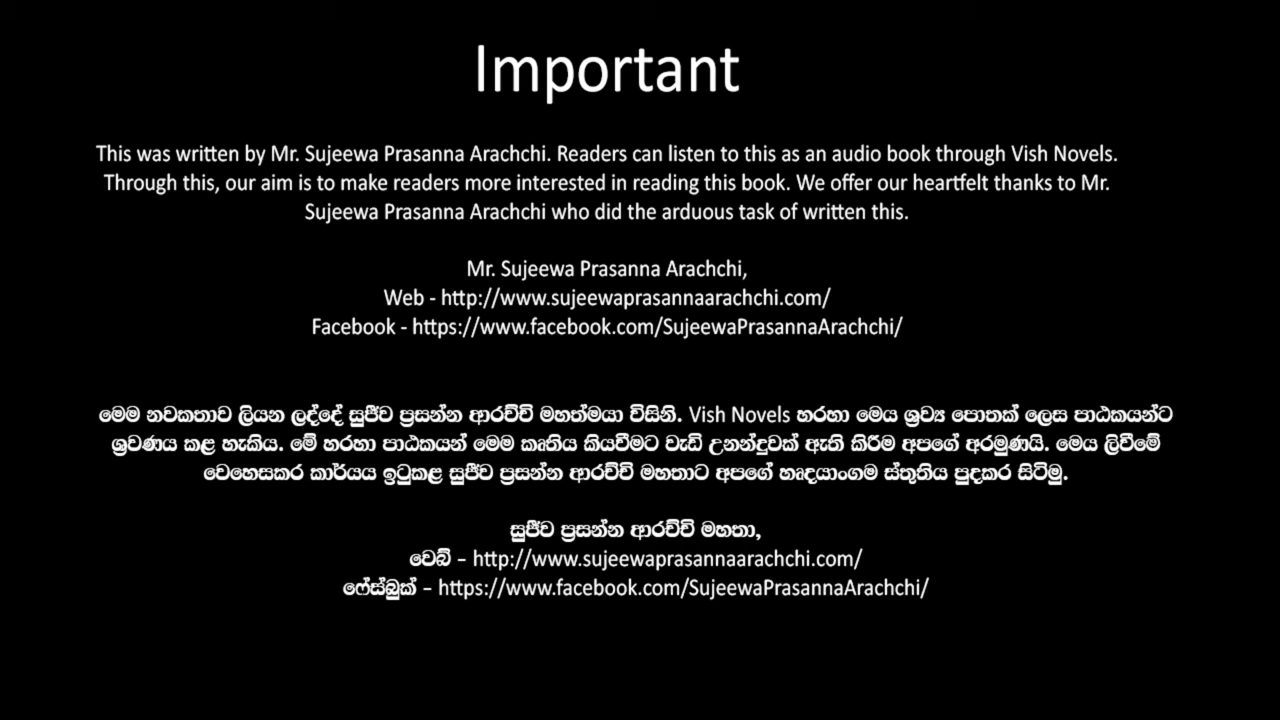 Important
This was written by Mr. Sujeewa Prasanna Arachchi. Readers can listen to this as an audio book through Vish Novels.
Through this, our aim is to make readers more interested in reading this book. We offer our heartfelt thanks to Mr.
Sujeewa Prasanna Arachchi who did the arduous task of written this.
Mr. Sujeewa Prasanna Arachchi,
Web - http://www.sujeewaprasannaarachchi.com/
Facebook - https://www.facebook.com/SujeewaPrasannaArachchi/
මෙම නවකතාව ලියන ලද්දේ සුජීව ප්‍රසන්න ආරච්චි මහත්මයා විසිනි. Vish Novels හරහා මෙය ශ්‍රව්‍ය පොතක් ලෙස පාඨකයන්ට
ශ්‍රවණය කළ හැකිය. මේ හරහා පාඨකයන් මෙම කෘතිය කියවීමට වැඩි උනන්දුවක් ඇති කිරීම අපගේ අරමුණයි. මෙය ලිවීමේ
වෙහෙසකර කාර්යය ඉටුකළ සුජීව ප්‍රසන්න ආරච්චි මහතාට අපගේ හෘදයාංගම ස්තුතිය පුදකර සිටිමු.
සුජීව ප්‍රසන්න ආරච්චි මහතා,
වෙබ් – http://www.sujeewaprasannaarachchi.com/
ෆේස්බුක් – https://www.facebook.com/SujeewaPrasannaArachchi/